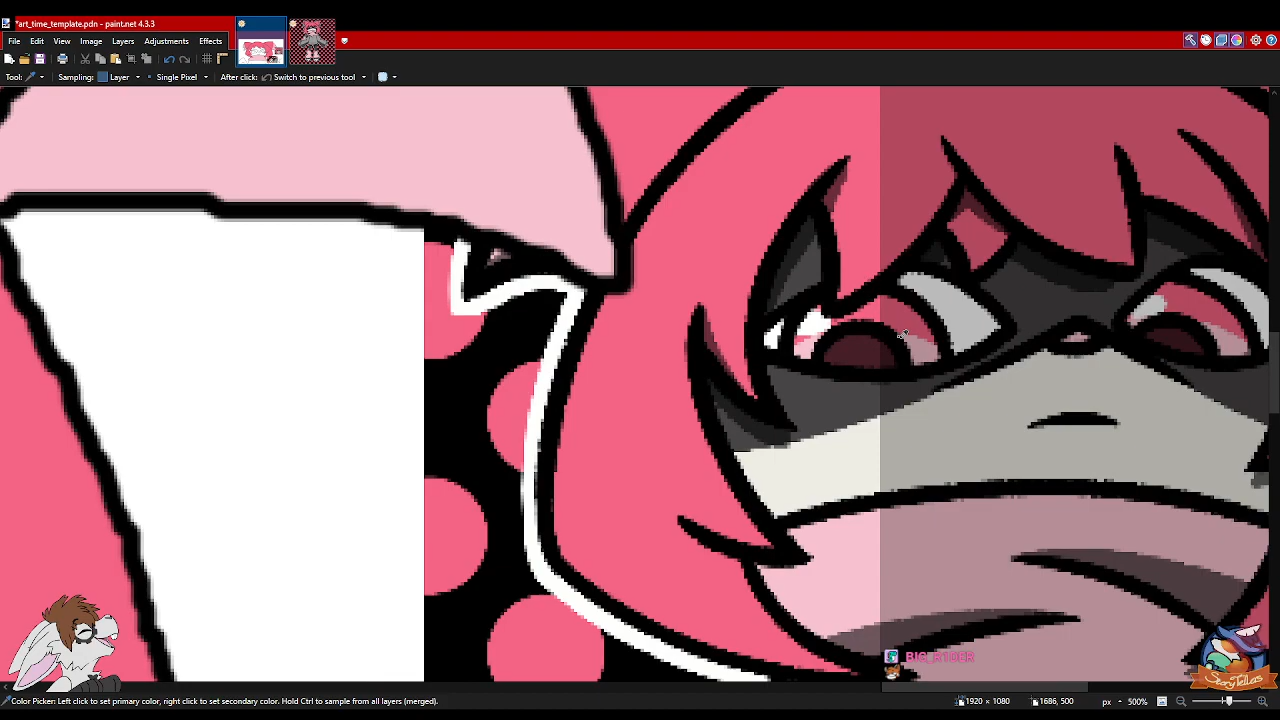 *art_time_template.pdn - paint.net 4.3.3
File Edit View Image Layers Adjustments Effects
Tool: Sampling: Layer Single Pixel After click: Switch to previous tool
StoryTellas
Color Picker: Left click to set primary color, right click to set secondary color. Hold Ctrl to sample from all layers (merged).
1920 × 1080 1686, 500 px 500%